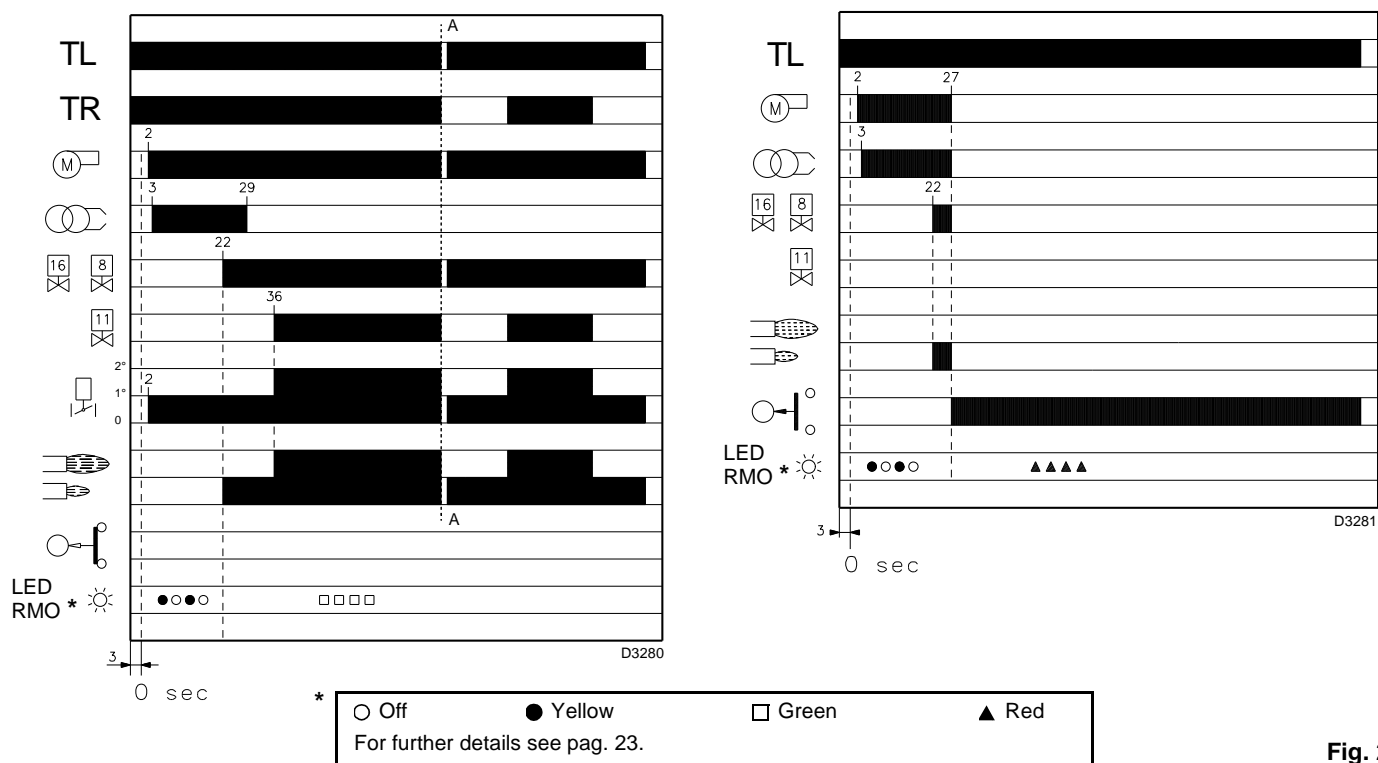 A
TL
TR
2
M
3 29
22
16 8
36
11
2°
1°
2
0
A
LED
RMO *
D3280
3
0 sec
TL
2 27
M
3
22
16 8
11
LED
RMO *
D3281
3
0 sec
*
Off Yellow Green Red
For further details see pag. 23.
Fig.